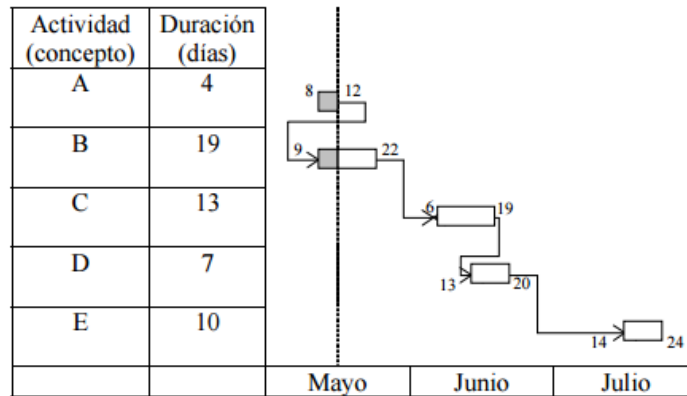 Actividad Duración
(concepto) (días)
A 4 8 12
B 19 9 22
C 13 6 19
D 7 13 20
E 10 14 24
Mayo Junio Julio